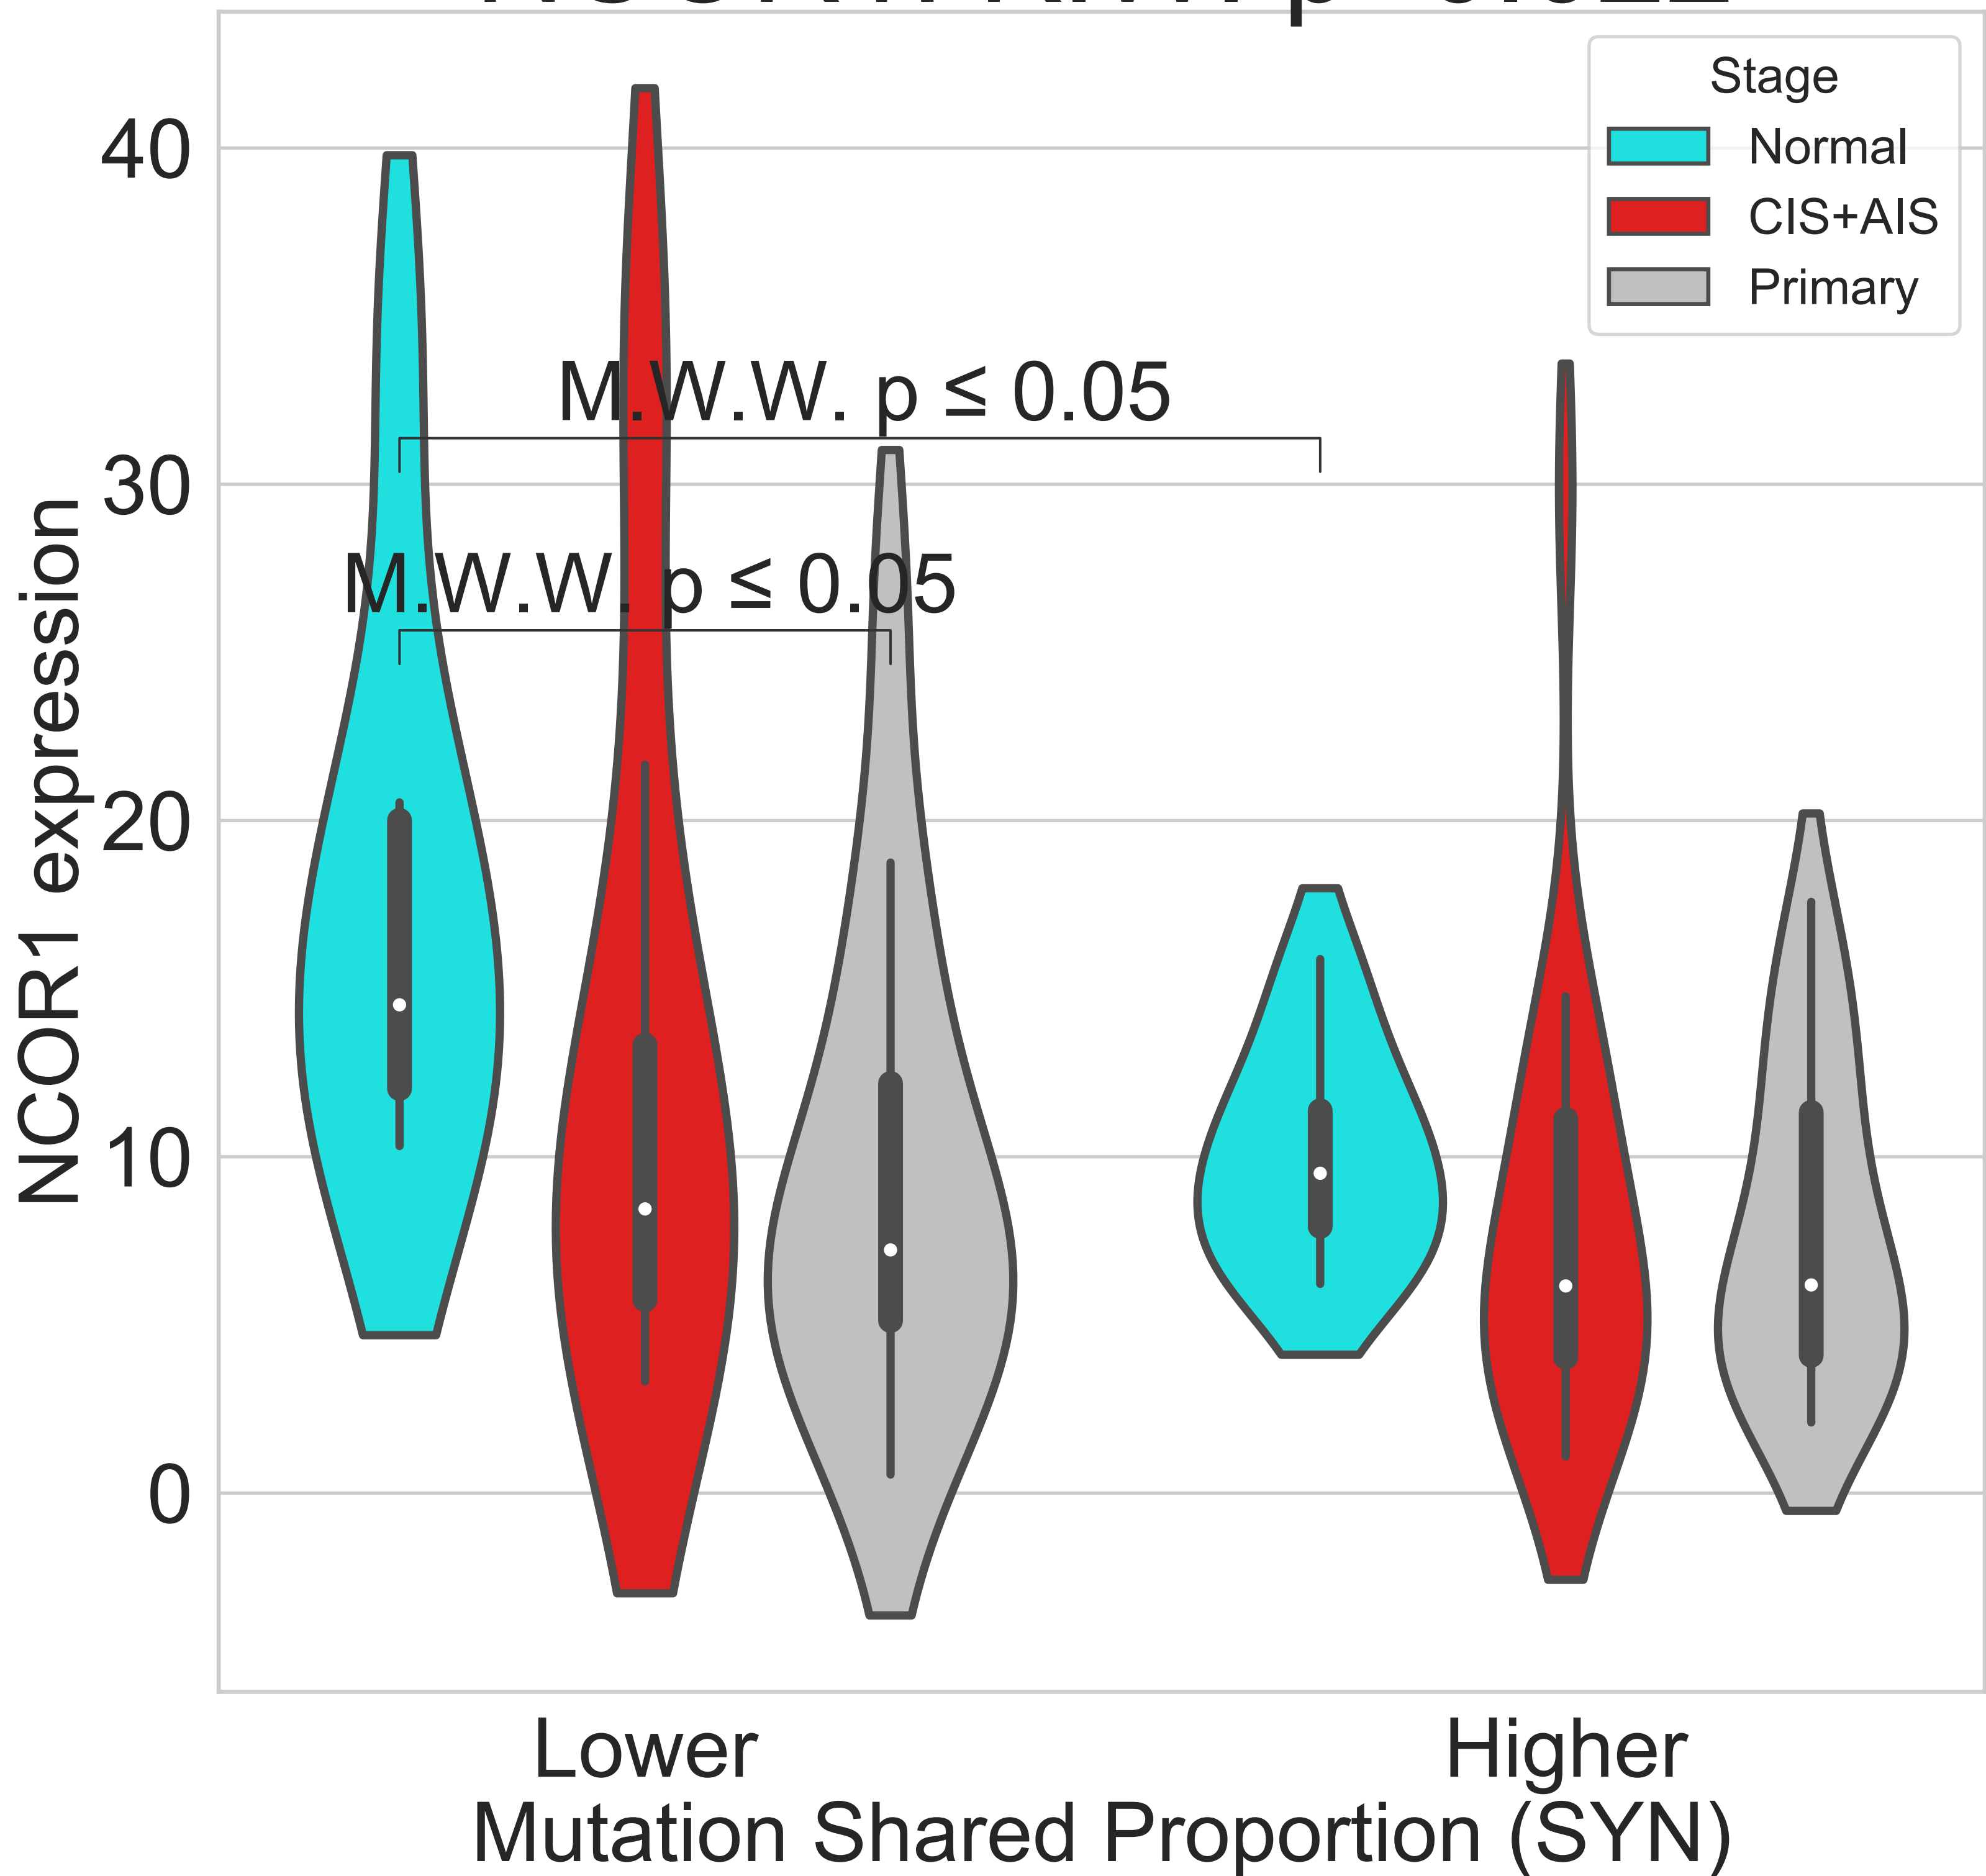 Stage
Normal
CIS+AIS
Primary
40
30
20
10
0
NCOR1 expression
M.W.W. p ≤ 0.05
M.W.W. p ≤ 0.05
Lower
Higher
Mutation Shared Proportion (SYN)